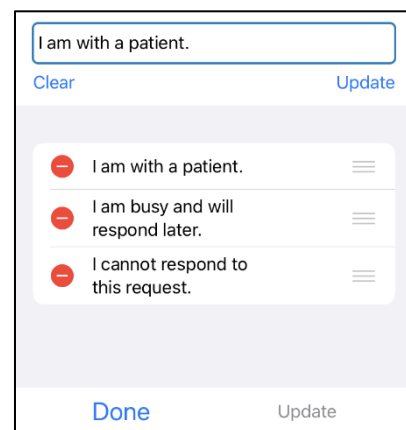 I am with a patient.
Clear Update
I am with a patient.
I am busy and will
respond later.
I cannot respond to
this request.
Done Update